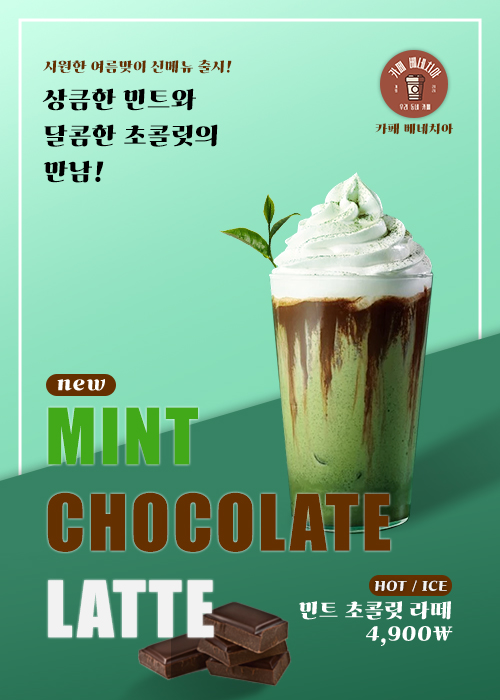 시원한 여름맞이 신메뉴 출시!
상큼한 민트와
달콤한 초콜릿의
만남!
카페 베네치아
우리 동네 카페
카페 베네치아
new
MINT
CHOCOLATE
LATTE
HOT / ICE
민트 초콜릿 라떼
4,900₩